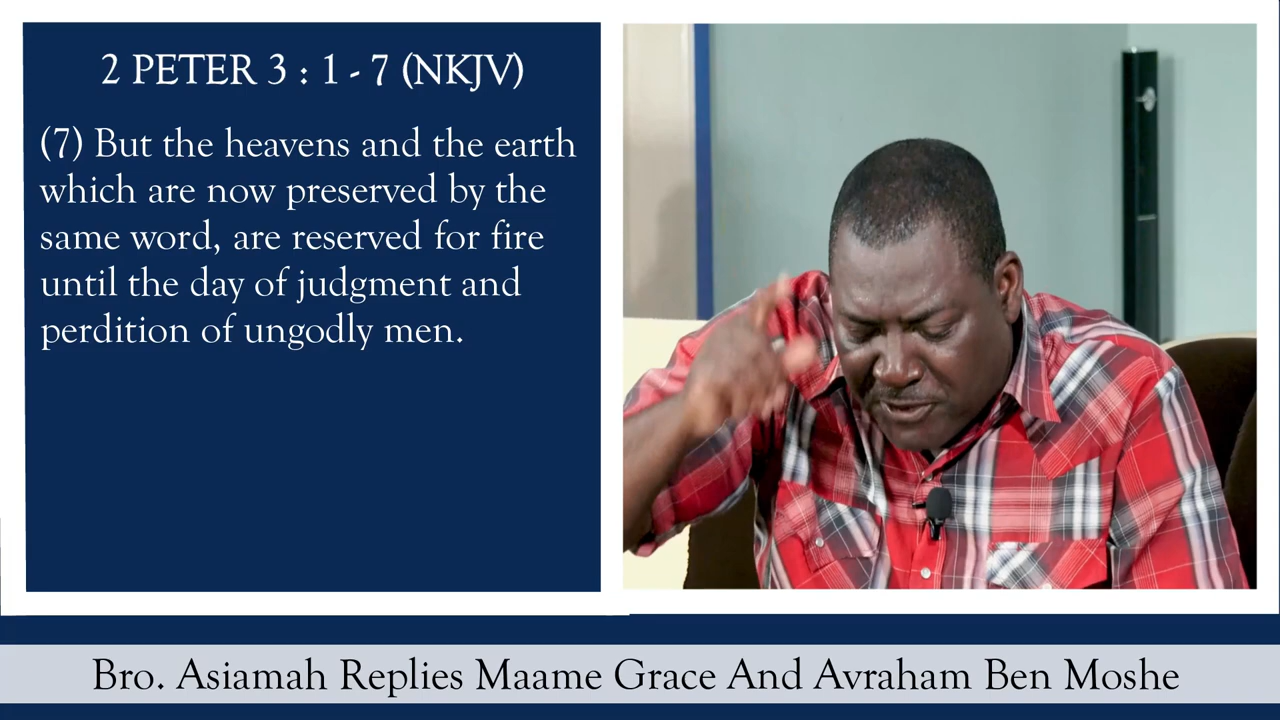 2 PETER 3 : 1 - 7 (NKJV)
(7) But the heavens and the earth
which are now preserved by the
same word, are reserved for fire
until the day of judgment and
perdition of ungodly men.
Bro. Asiamah Replies Maame Grace And Avraham Ben Moshe